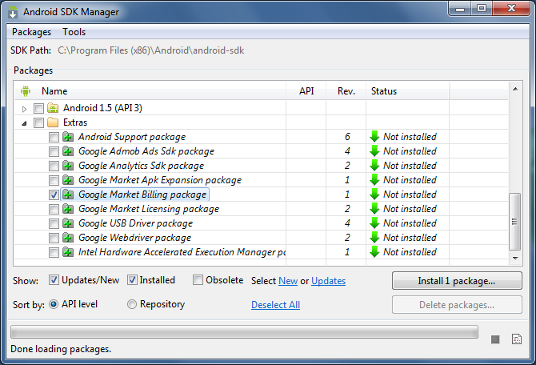 Android SDK Manager
Packages Tools
SDK Path: C:\Program Files (x86)\Android\android-sdk
Packages
Name API Rev. Status
Android 1.5 (API 3)
Extras
Android Support package 6 Not installed
Google Admob Ads Sdk package 4 Not installed
Google Analytics Sdk package 2 Not installed
Google Market Apk Expansion package 1 Not installed
Google Market Billing package 1 Not installed
Google Market Licensing package 2 Not installed
Google USB Driver package 4 Not installed
Google Webdriver package 2 Not installed
Intel Hardware Accelerated Execution Manager pa 1 Not installed
Show: Updates/New Installed Obsolete Select New or Updates Install 1 package...
Sort by: API level Repository Deselect All Delete packages...
Done loading packages.